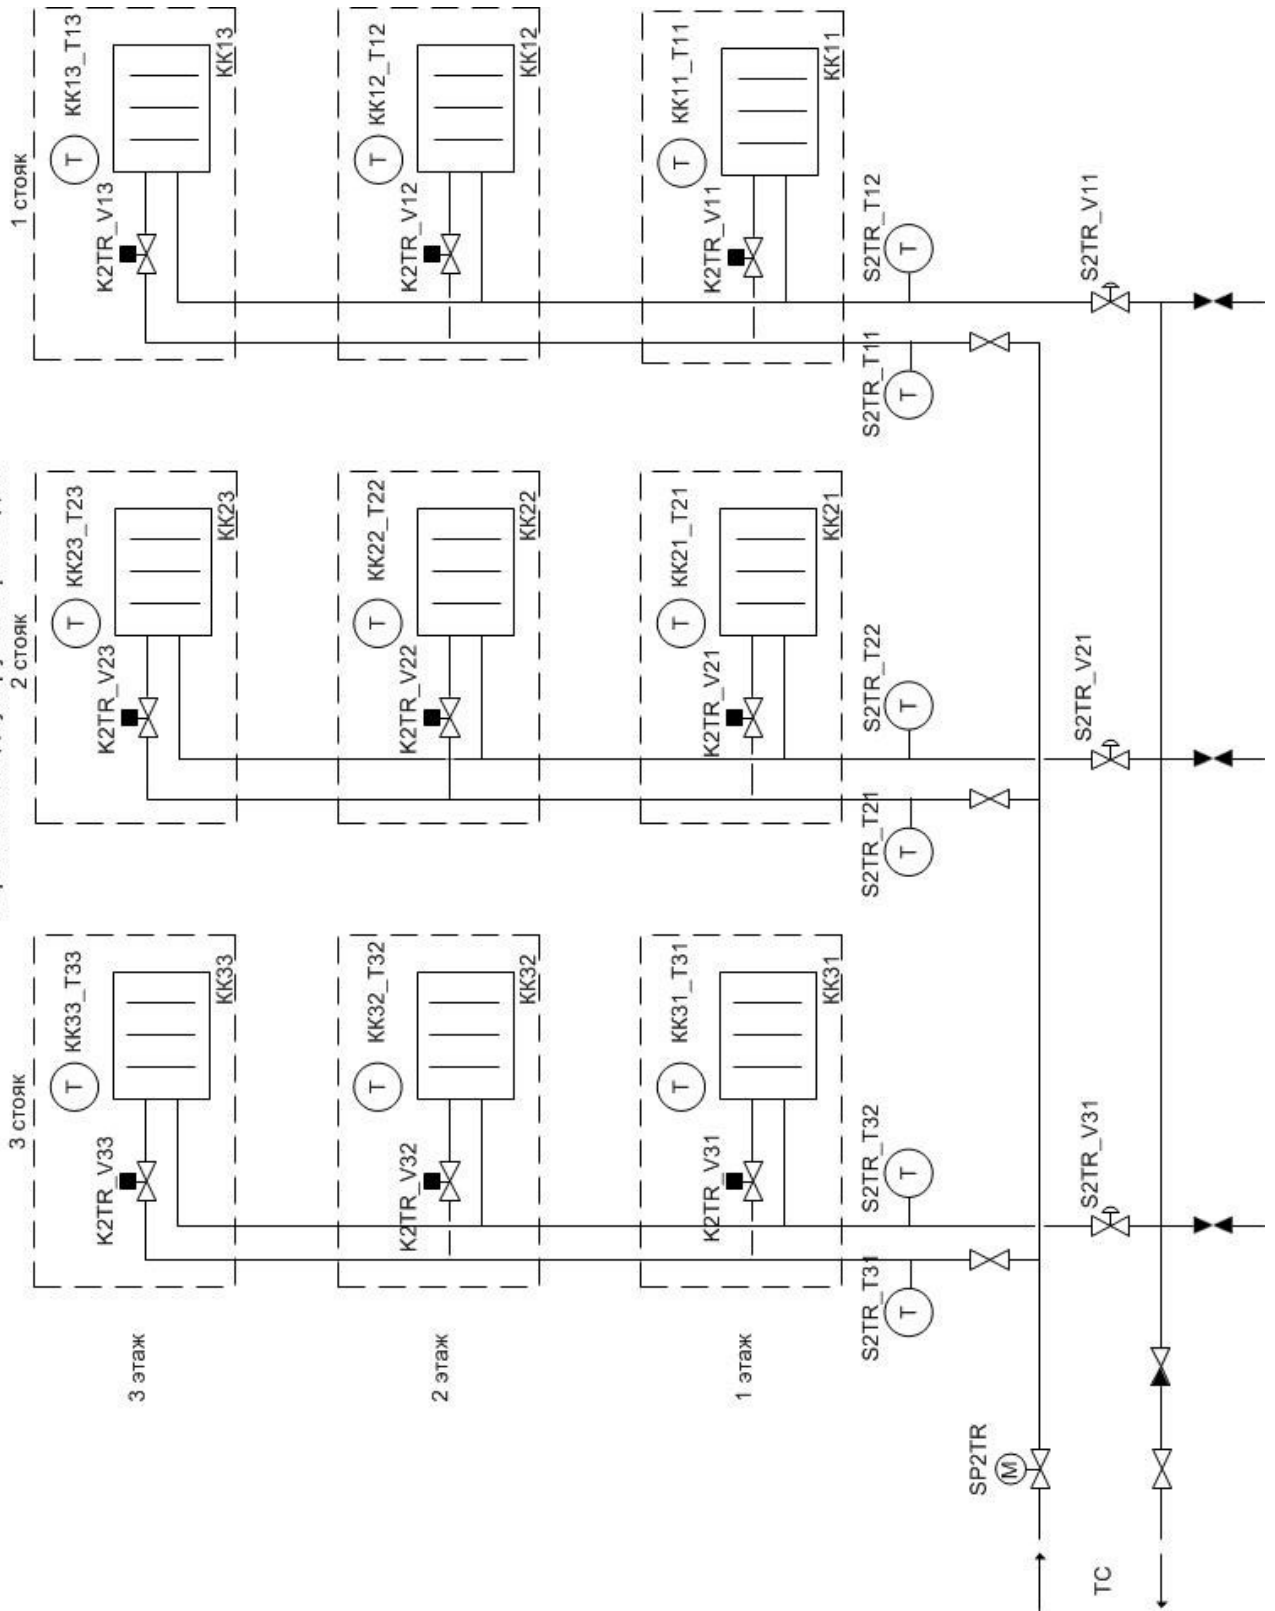 3 стояк
2 стояк
1 стояк
3 этаж
KK33_T33
T
K2TR_V33
KK33
KK23_T23
T
K2TR_V23
KK23
KK13_T13
T
K2TR_V13
KK13
2 этаж
KK32_T32
T
K2TR_V32
KK32
KK22_T22
T
K2TR_V22
KK22
KK12_T12
T
K2TR_V12
KK12
1 этаж
KK31_T31
T
K2TR_V31
KK31
KK21_T21
T
K2TR_V21
KK21
KK11_T11
T
K2TR_V11
KK11
S2TR_T31
T
S2TR_T32
T
S2TR_T21
T
S2TR_T22
T
S2TR_T11
T
S2TR_T12
T
SP2TR
M
S2TR_V31
S2TR_V21
S2TR_V11
ТС